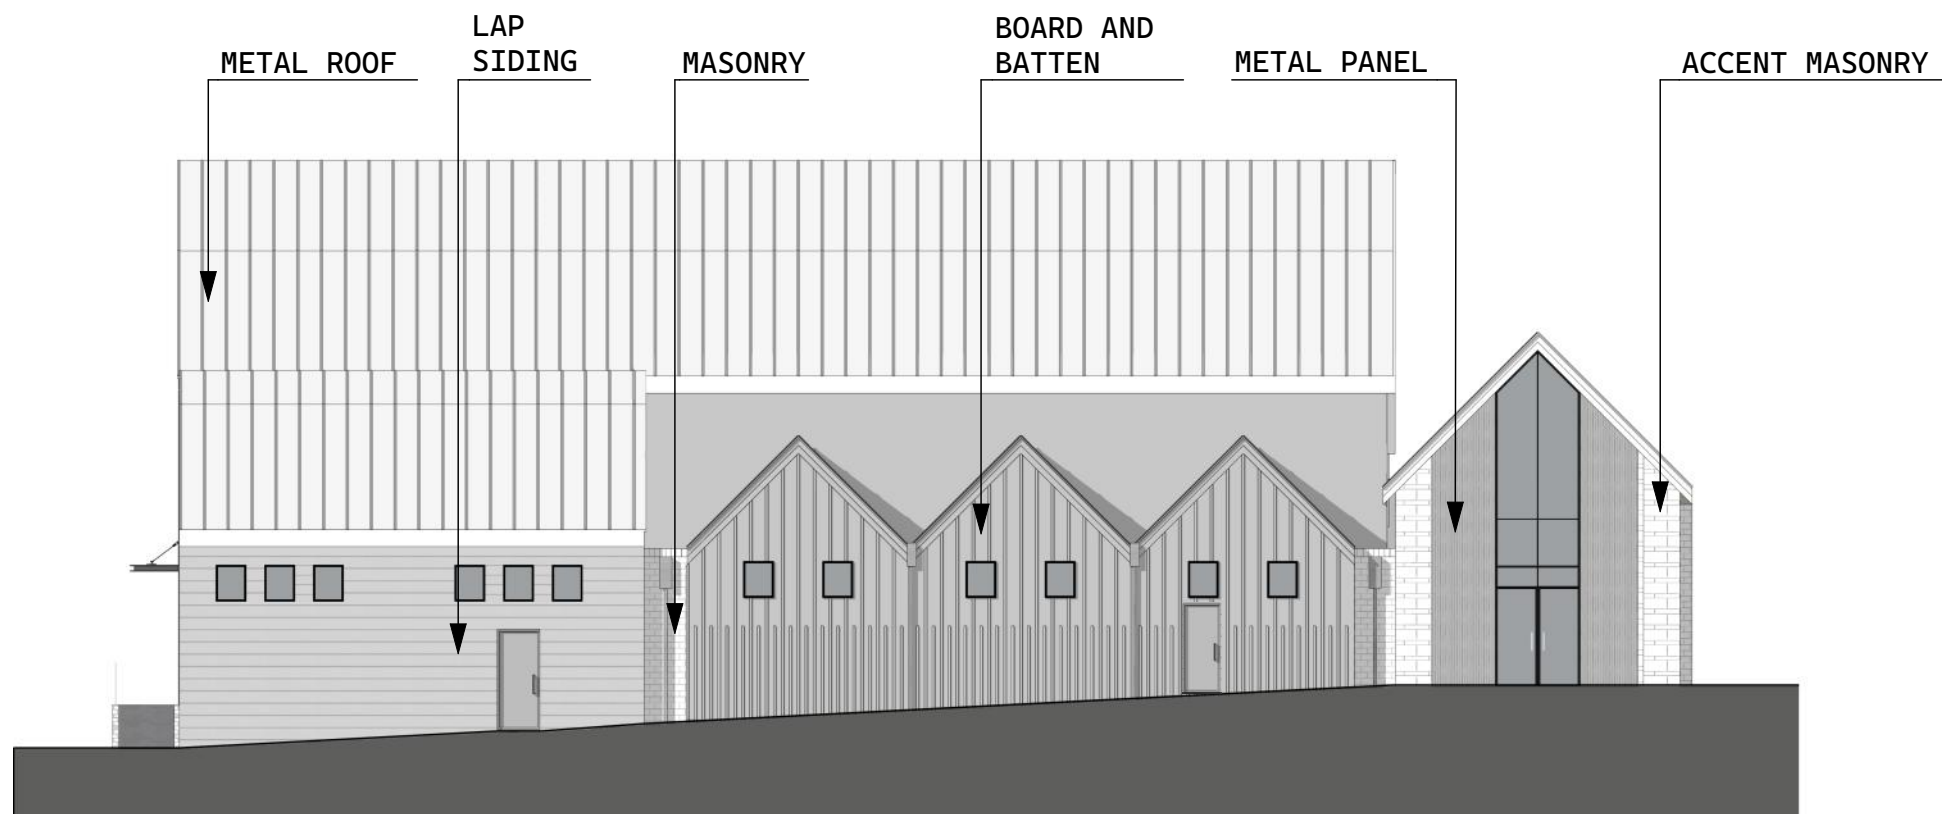 METAL ROOF
LAP
SIDING
MASONRY
BOARD AND
BATTEN
METAL PANEL
ACCENT MASONRY